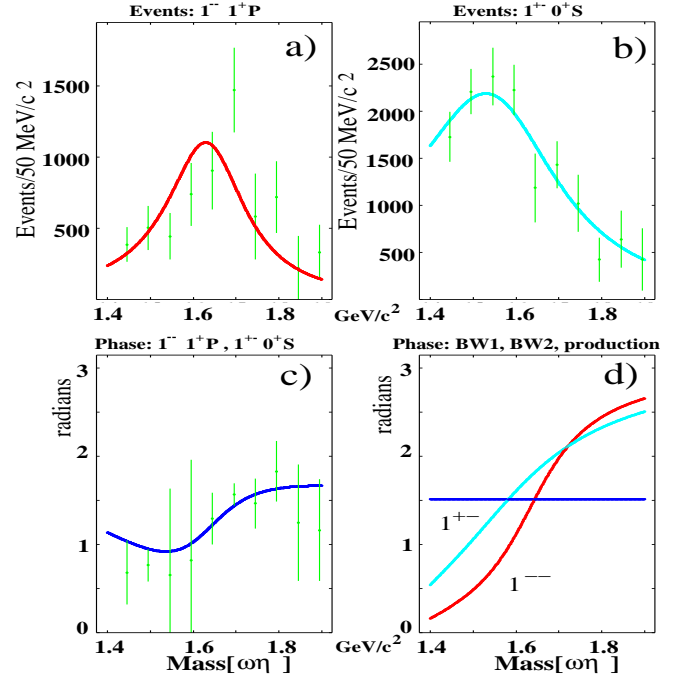 Events: 1⁻⁻ 1⁺P
Events: 1⁺⁻ 0⁺S
a)
b)
Events/50 MeV/c 2
1500
1000
500
Events/50 MeV/c 2
2500
2000
1500
1000
500
1.4
1.6
1.8
GeV/c²
1.4
1.6
1.8
Phase: 1⁻⁻ 1⁺P , 1⁺⁻ 0⁺S
Phase: BW1, BW2, production
c)
d)
radians
3
2
1
0
radians
3
2
1
0
1⁺⁻
1⁻⁻
1.4
1.6
1.8
GeV/c²
1.4
1.6
1.8
Mass[ωη ]
Mass[ωη ]